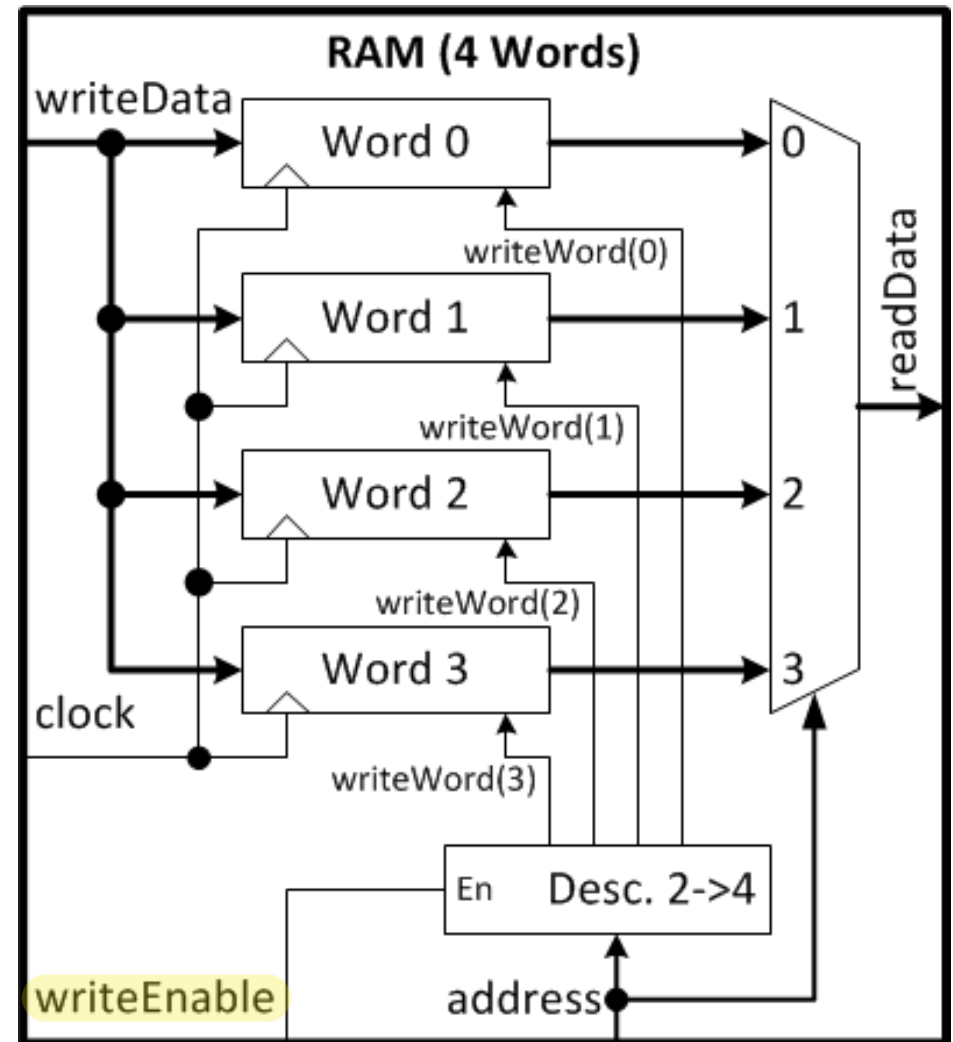 RAM (4 Words)
writeData
Word 0
0
writeWord(0)
readData
Word 1
1
writeWord(1)
Word 2
2
writeWord(2)
Word 3
3
clock
writeWord(3)
En
Desc. 2->4
writeEnable
address